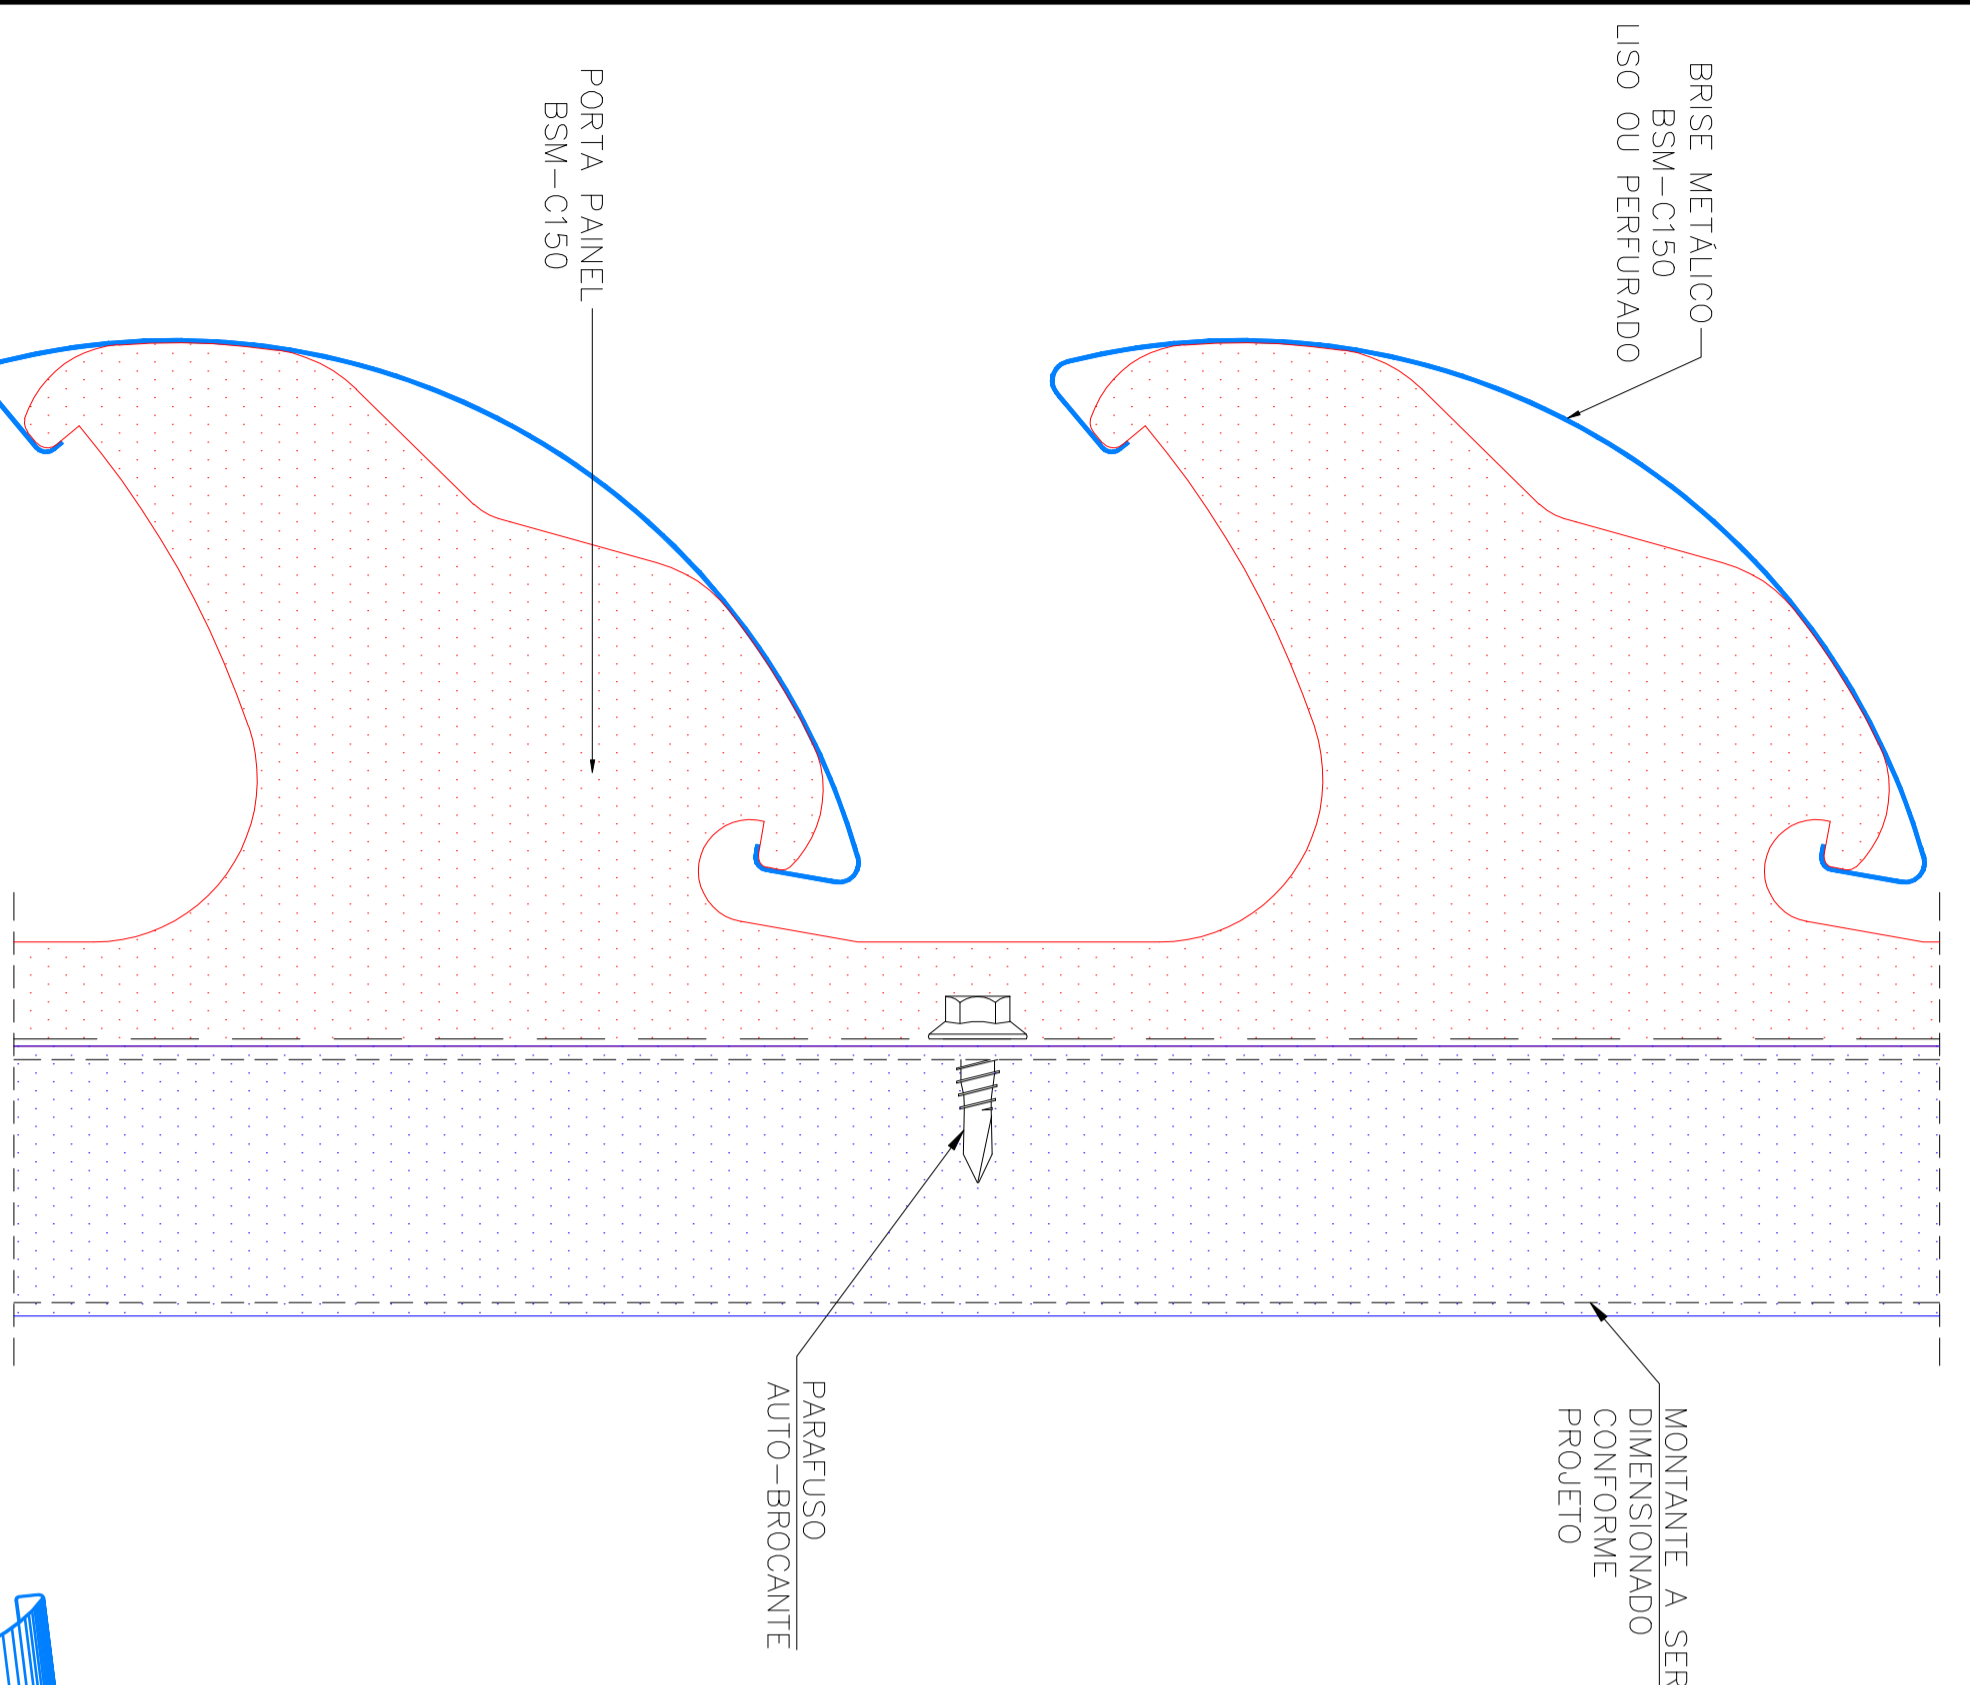 BRISE METÁLICO
BSM-C150
LISO OU PERFURADO
PORTA PAINEL
BSM-C150
MONTANTE A SER
DIMENSIONADO
CONFORME
PROJETO
PARAFUSO
AUTO-BROCANTE